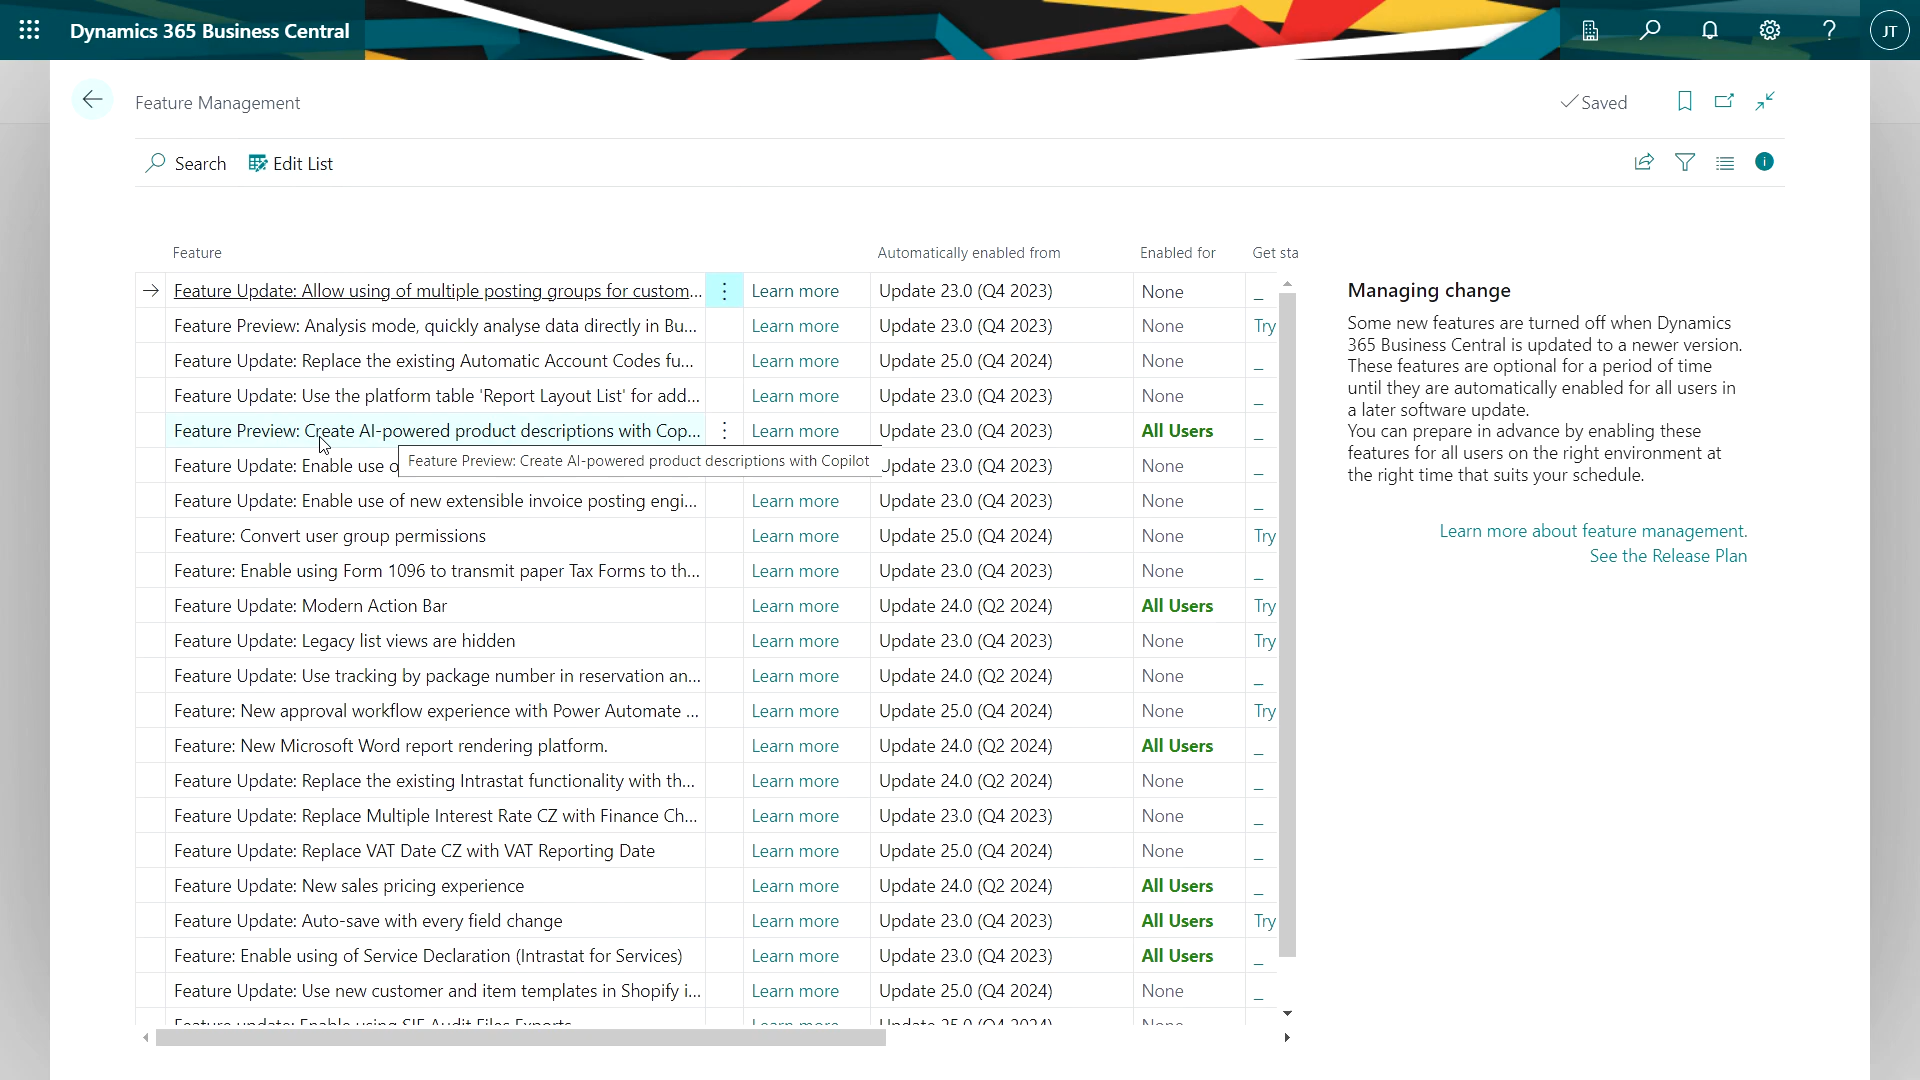 Dynamics 365 Business Central
JT
Feature Management
Saved
Search
Edit List
Feature Automatically enabled from Enabled for Get sta
Feature Update: Allow using of multiple posting groups for custom... Learn more Update 23.0 (Q4 2023) None _
Feature Preview: Analysis mode, quickly analyse data directly in Bu... Learn more Update 23.0 (Q4 2023) None Try
Feature Update: Replace the existing Automatic Account Codes fu... Learn more Update 25.0 (Q4 2024) None _
Feature Update: Use the platform table 'Report Layout List' for add... Learn more Update 23.0 (Q4 2023) None _
Feature Preview: Create AI-powered product descriptions with Cop... Learn more Update 23.0 (Q4 2023) All Users _
Feature Preview: Create AI-powered product descriptions with Copilot
Feature Update: Enable use o Update 23.0 (Q4 2023) None _
Feature Update: Enable use of new extensible invoice posting engi... Learn more Update 23.0 (Q4 2023) None _
Feature: Convert user group permissions Learn more Update 25.0 (Q4 2024) None Try
Feature: Enable using Form 1096 to transmit paper Tax Forms to th... Learn more Update 23.0 (Q4 2023) None _
Feature Update: Modern Action Bar Learn more Update 24.0 (Q2 2024) All Users Try
Feature Update: Legacy list views are hidden Learn more Update 23.0 (Q4 2023) None Try
Feature Update: Use tracking by package number in reservation an... Learn more Update 24.0 (Q2 2024) None _
Feature: New approval workflow experience with Power Automate ... Learn more Update 25.0 (Q4 2024) None Try
Feature: New Microsoft Word report rendering platform. Learn more Update 24.0 (Q2 2024) All Users _
Feature Update: Replace the existing Intrastat functionality with th... Learn more Update 24.0 (Q2 2024) None _
Feature Update: Replace Multiple Interest Rate CZ with Finance Ch... Learn more Update 23.0 (Q4 2023) None _
Feature Update: Replace VAT Date CZ with VAT Reporting Date Learn more Update 25.0 (Q4 2024) None _
Feature Update: New sales pricing experience Learn more Update 24.0 (Q2 2024) All Users _
Feature Update: Auto-save with every field change Learn more Update 23.0 (Q4 2023) All Users Try
Feature: Enable using of Service Declaration (Intrastat for Services) Learn more Update 23.0 (Q4 2023) All Users _
Feature Update: Use new customer and item templates in Shopify i... Learn more Update 25.0 (Q4 2024) None _
Feature update: Enable using SIE Audit Files Exports Learn more Update 25.0 (Q4 2024) None
Managing change
Some new features are turned off when Dynamics
365 Business Central is updated to a newer version.
These features are optional for a period of time
until they are automatically enabled for all users in
a later software update.
You can prepare in advance by enabling these
features for all users on the right environment at
the right time that suits your schedule.
Learn more about feature management.
See the Release Plan